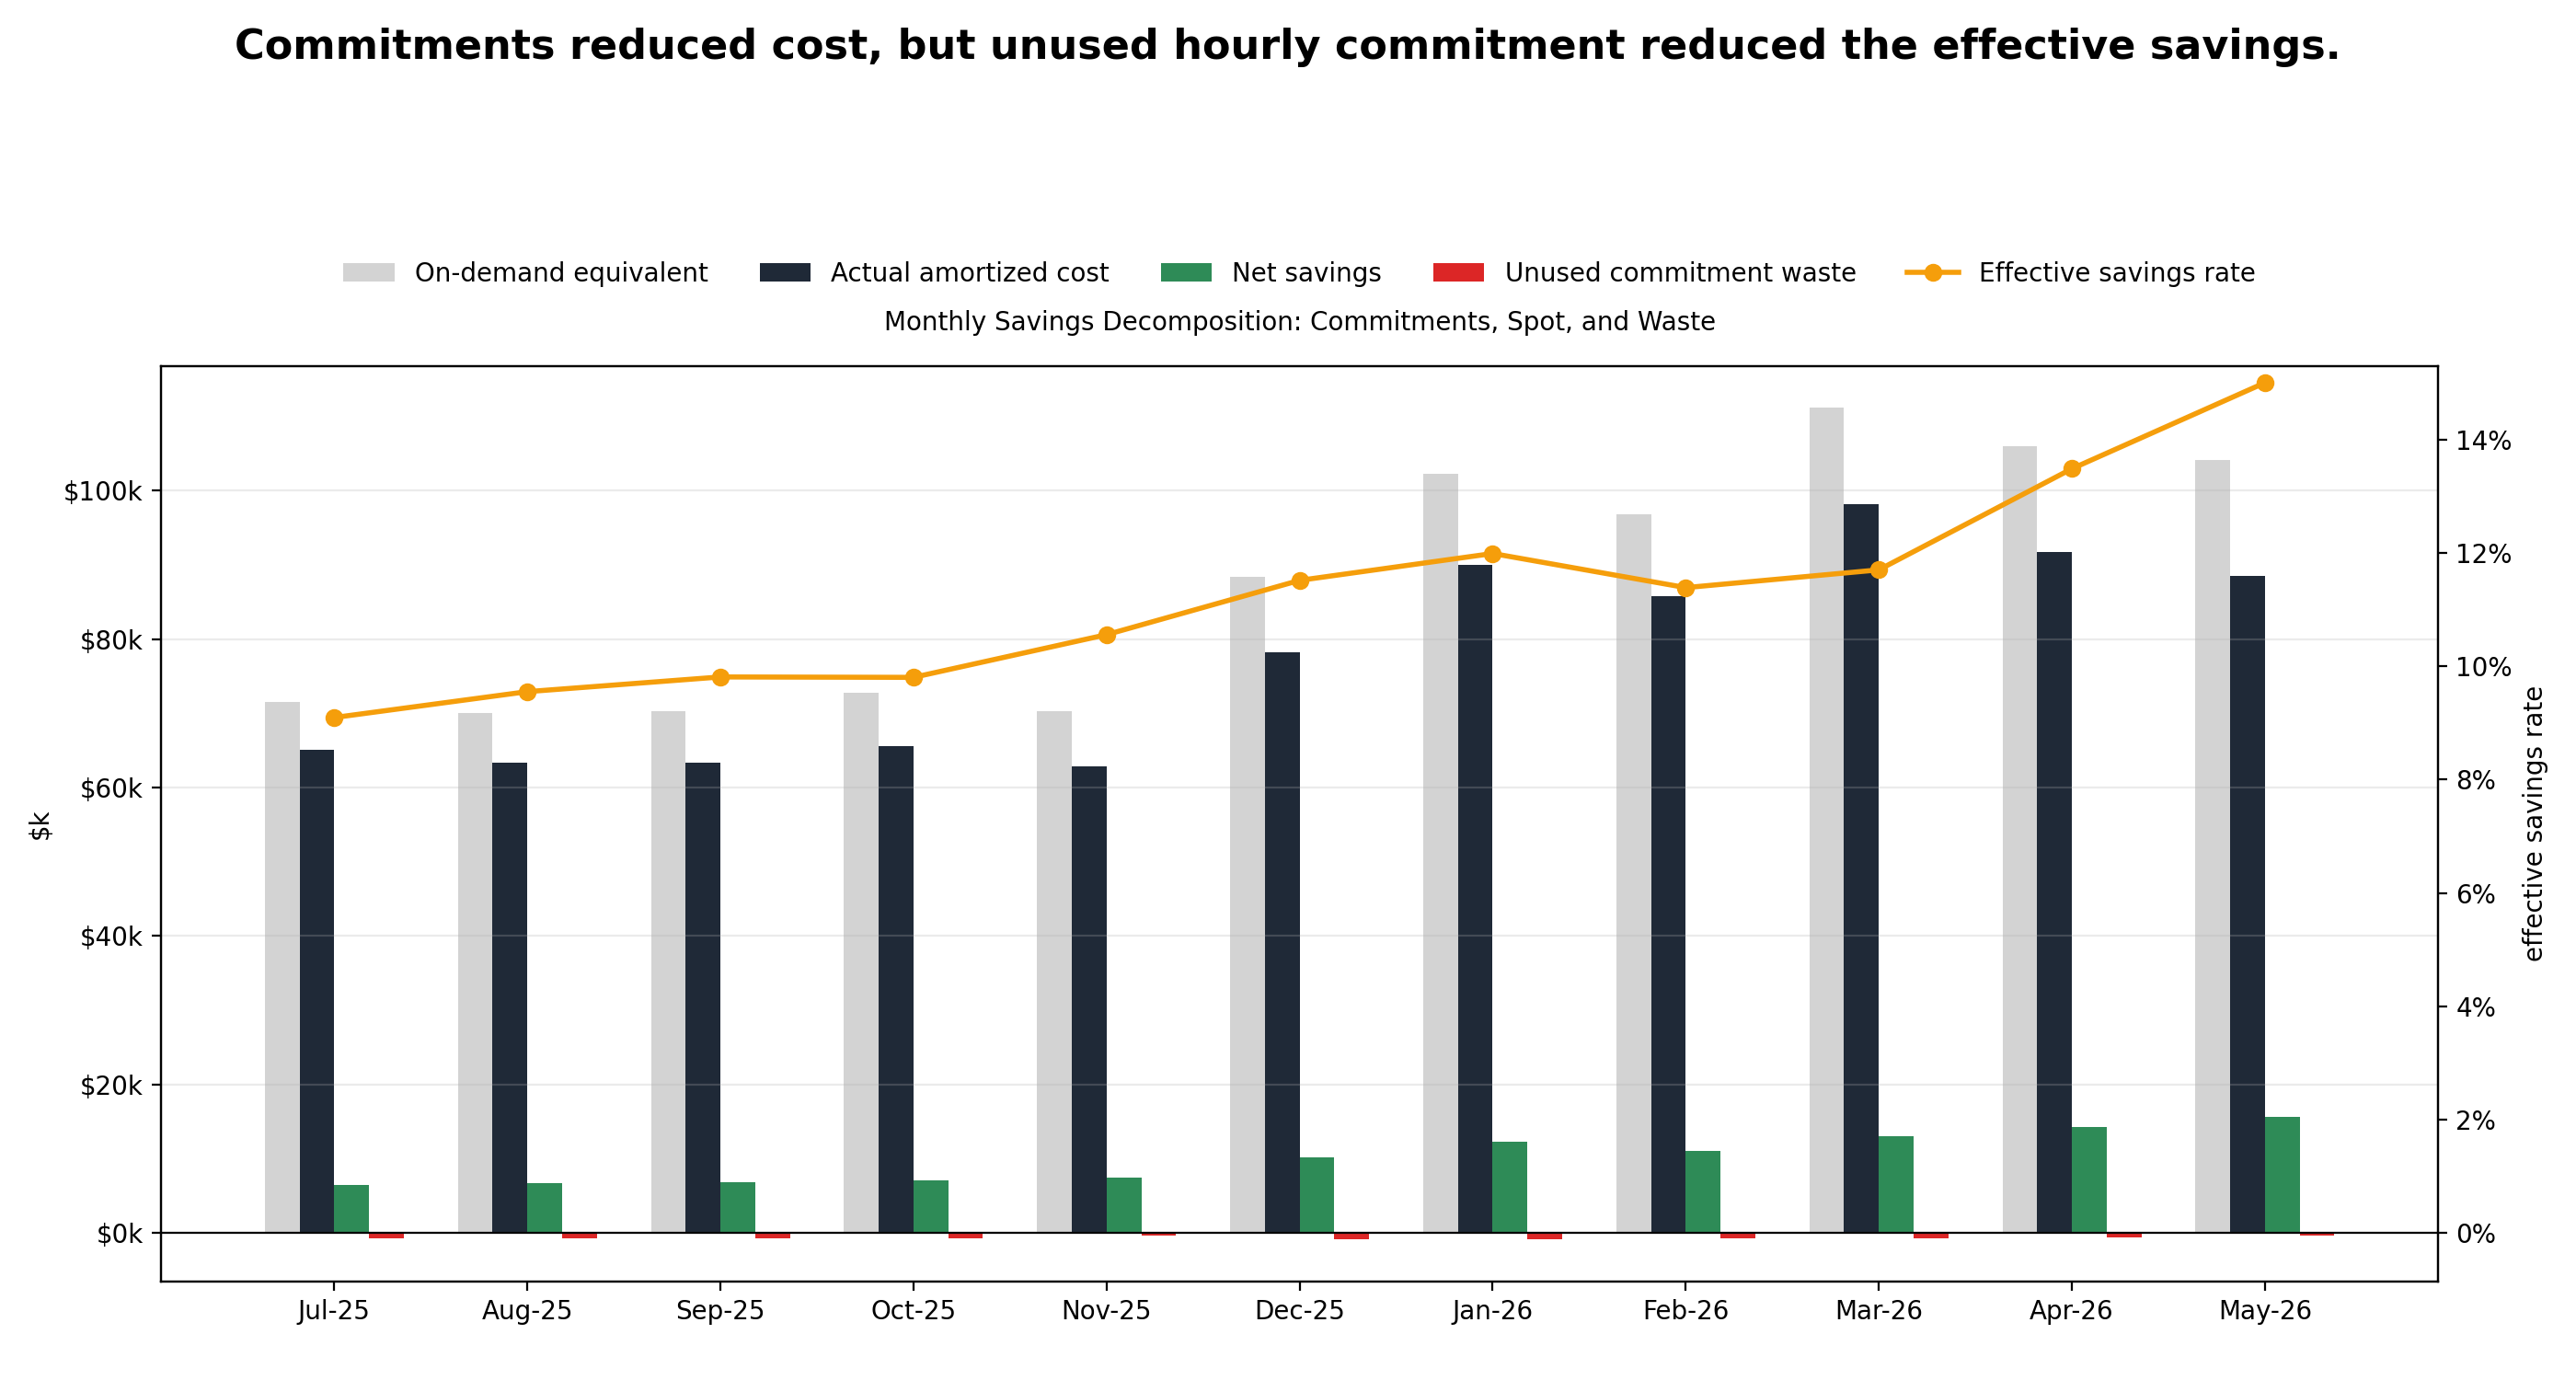 Commitments reduced cost, but unused hourly commitment reduced the effective savings.
On-demand equivalent
Actual amortized cost
Net savings
Unused commitment waste
Effective savings rate
Monthly Savings Decomposition: Commitments, Spot, and Waste
$k
$100k
$80k
$60k
$40k
$20k
$0k
14%
12%
10%
8%
6%
4%
2%
0%
effective savings rate
Jul-25
Aug-25
Sep-25
Oct-25
Nov-25
Dec-25
Jan-26
Feb-26
Mar-26
Apr-26
May-26